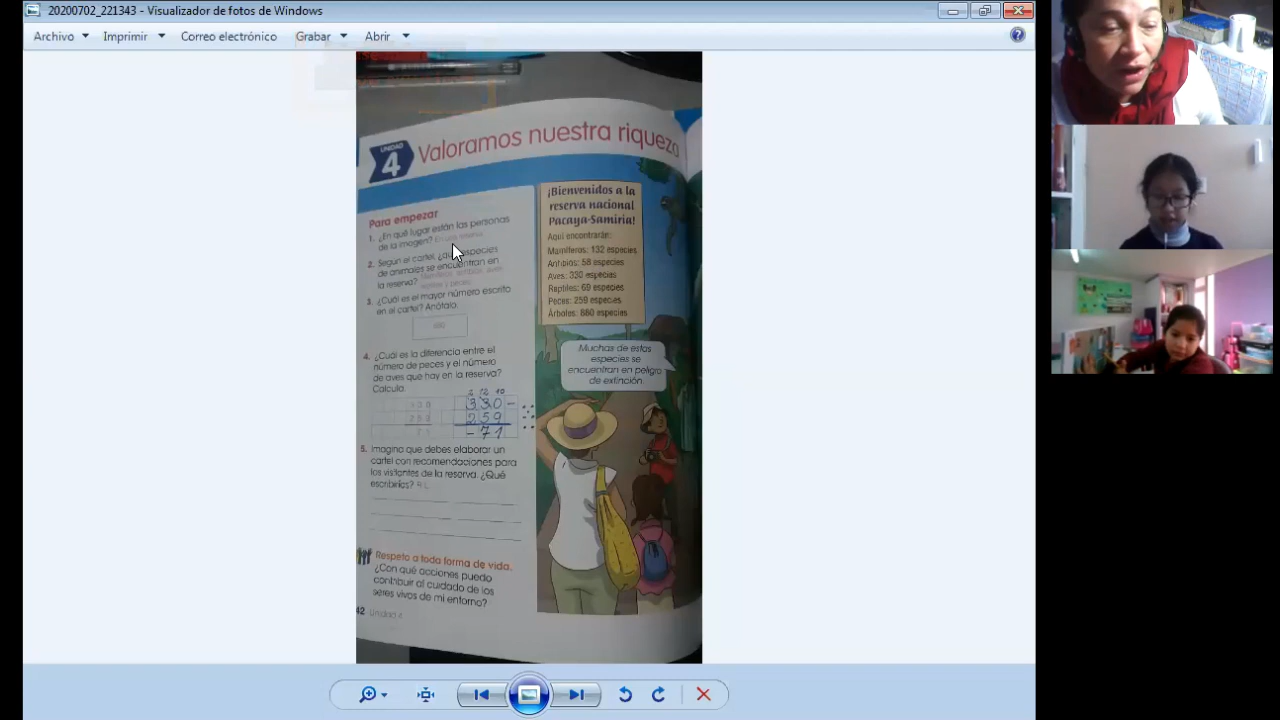 20200702_221343 - Visualizador de fotos de Windows
Archivo Imprimir Correo electrónico Grabar Abrir
UNIDAD
4
Valoramos nuestra riqueza
Para empezar
1. ¿En qué lugar están las personas
de la imagen?
2. Según el cartel, especies
de animales se encuentran en
la reserva?
3. ¿Cuál es el mayor número escrito
en el cartel? Anótalo.
4. ¿Cuál es la diferencia entre el
número de peces y el número
de aves que hay en la reserva?
Calcula.
2 12 10
330-
259
-71
5. Imagina que debes elaborar un
cartel con recomendaciones para
los visitantes de la reserva. ¿Qué
escribirías?
Respeto a toda forma de vida.
¿Con qué acciones puedo
contribuir al cuidado de los
seres vivos de mi entorno?
42 Unidad 4
¡Bienvenidos a la
reserva nacional
Pacaya-Samiria!
Aquí encontrarán:
Mamíferos: 132 especies
Anfibios: 58 especies
Aves: 330 especies
Reptiles: 69 especies
Peces: 259 especies
Árboles: 680 especies
Muchas de estas
especies se
encuentran en peligro
de extinción.